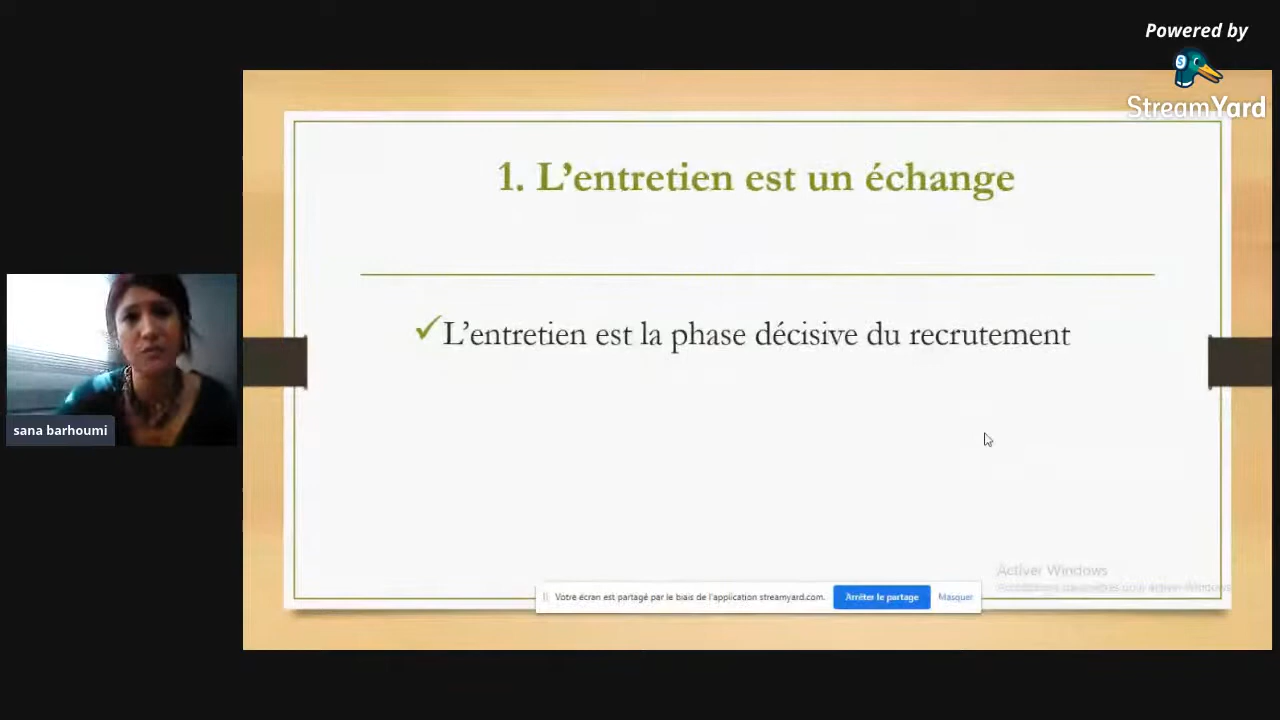 Powered by
StreamYard
1. L'entretien est un échange
✓L'entretien est la phase décisive du recrutement
sana barhoumi
Activer Windows
Votre écran est partagé par le biais de l'application streamyard.com.
Arrêter le partage
Masquer